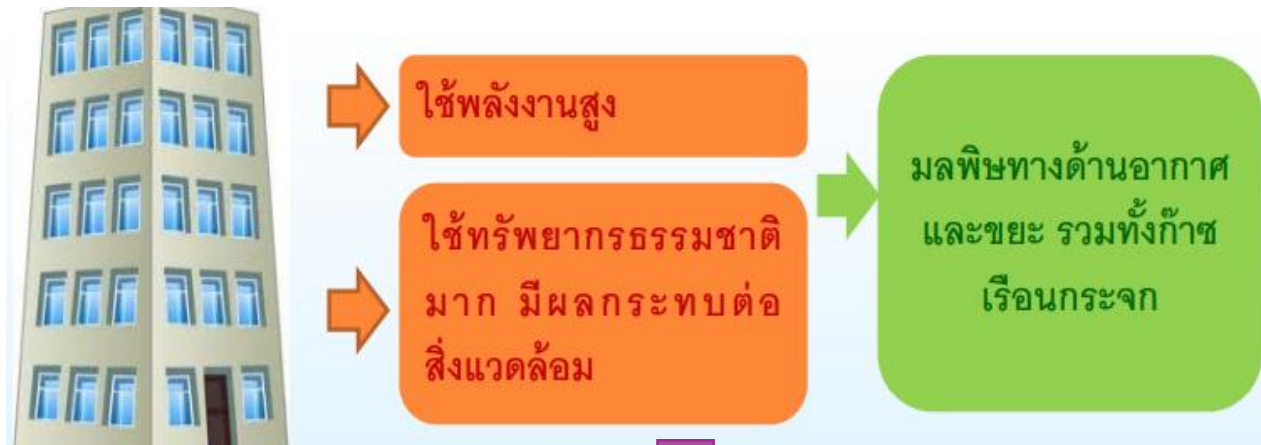 ใช้พลังงานสูง
ใช้ทรัพยากรธรรมชาติ
มาก มีผลกระทบต่อ
สิ่งแวดล้อม
มลพิษทางด้านอากาศ
และขยะ รวมทั้งก๊าซ
เรือนกระจก